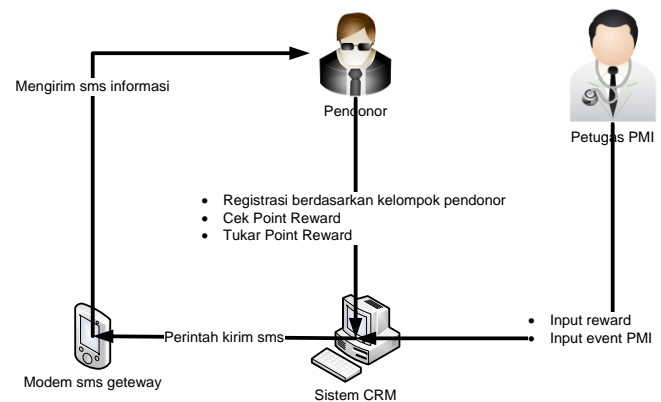 Mengirim sms informasi
Pendonor
Petugas PMI
• Registrasi berdasarkan kelompok pendonor
• Cek Point Reward
• Tukar Point Reward
• Input reward
• Input event PMI
Perintah kirim sms
Modem sms geteway
Sistem CRM